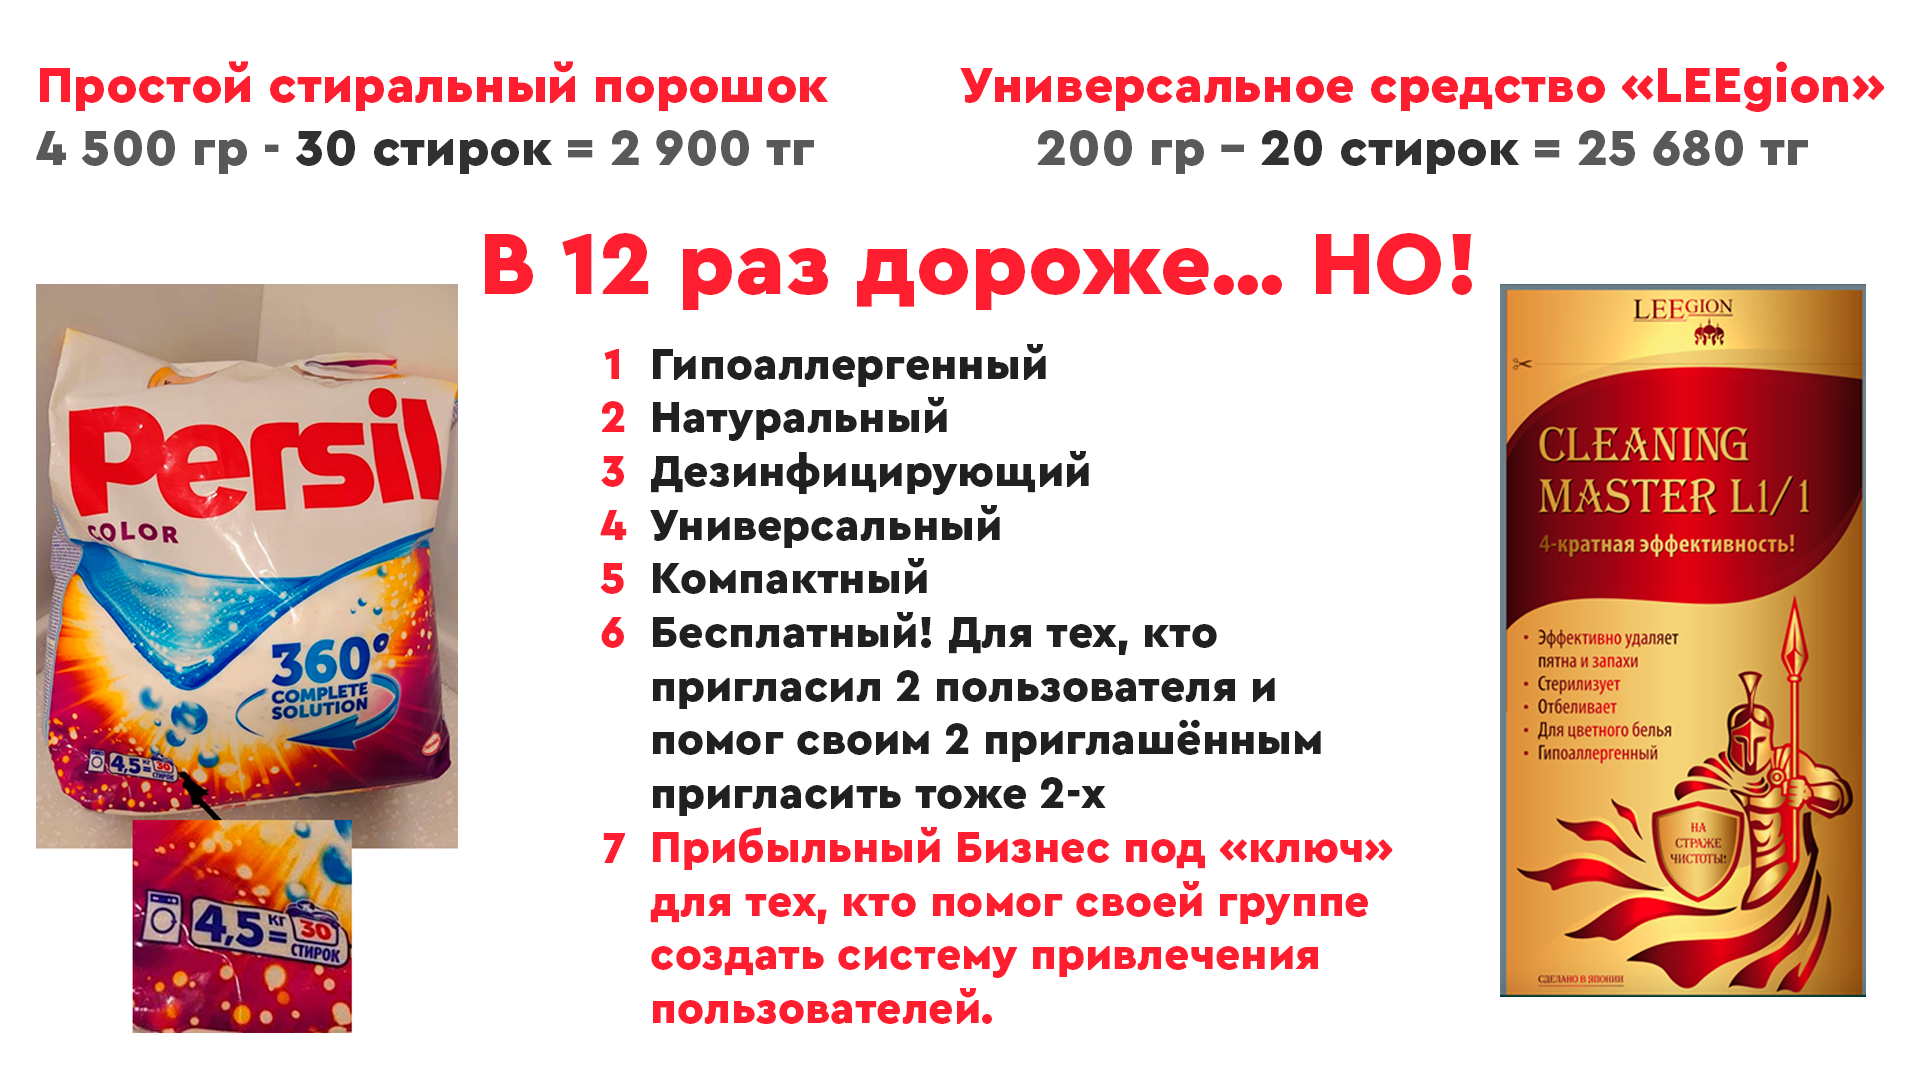 Простой стиральный порошок
4 500 гр - 30 стирок = 2 900 тг
Универсальное средство «LEEgion»
200 гр – 20 стирок = 25 680 тг
В 12 раз дороже... НО!
1 Гипоаллергенный
2 Натуральный
3 Дезинфицирующий
4 Универсальный
5 Компактный
6 Бесплатный! Для тех, кто
пригласил 2 пользователя и
помог своим 2 приглашённым
пригласить тоже 2-х
7 Прибыльный Бизнес под «ключ»
для тех, кто помог своей группе
создать систему привлечения
пользователей.
Persil
COLOR
360°
COMPLETE
SOLUTION
4,5 кг = 30
СТИРОК
4,5 кг = 30
СТИРОК
LEEGION
CLEANING
MASTER L1/1
4-кратная эффективность!
• Эффективно удаляет
пятна и запахи
• Стерилизует
• Отбеливает
• Для цветного белья
• Гипоаллергенный
НА
СТРАЖЕ
ЧИСТОТЫ!
СДЕЛАНО В ЯПОНИИ